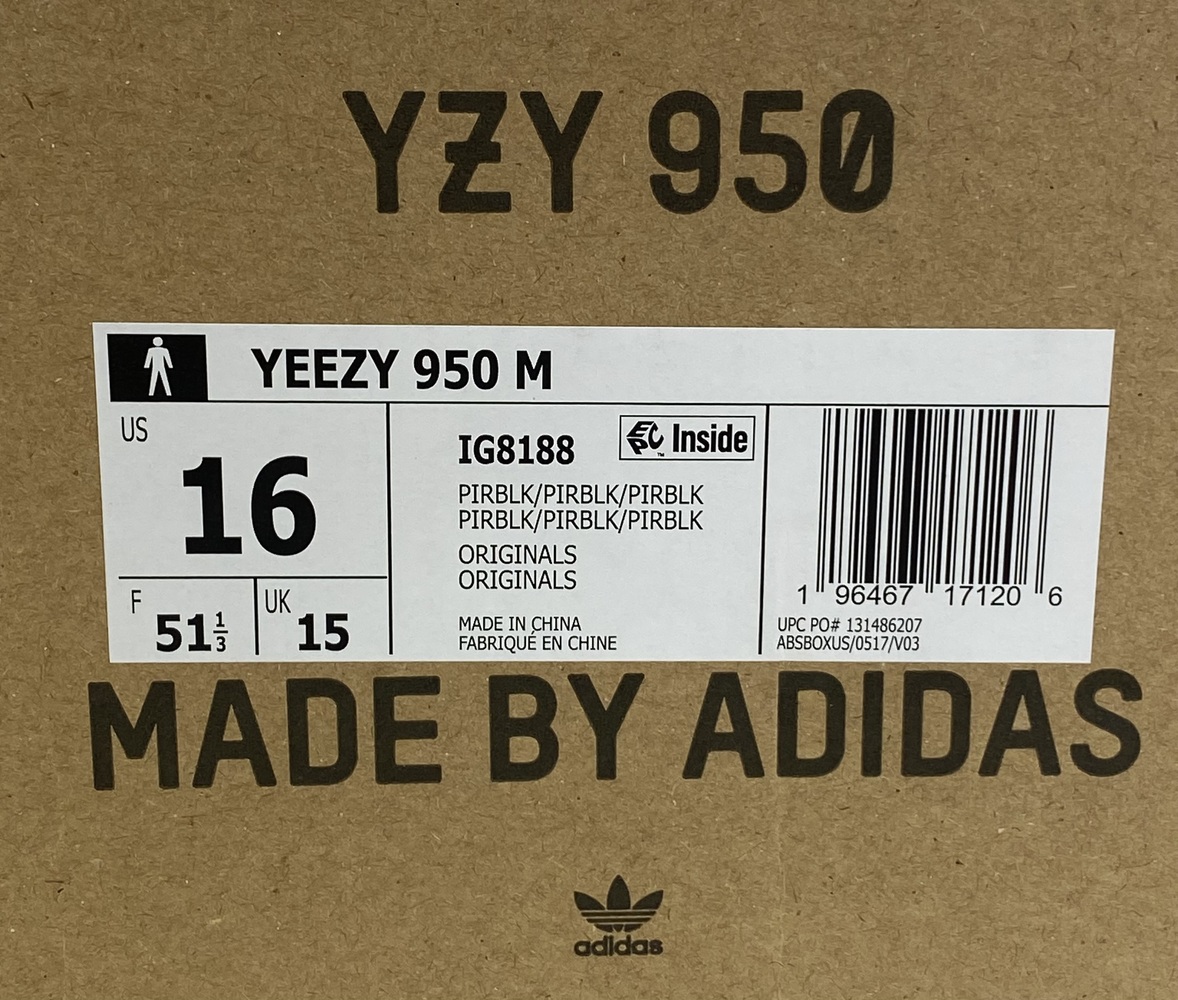 YZY 950
YEEZY 950 M
US
16
F
51 1/3
UK
15
IG8188
EPC Inside
™
PIRBLK/PIRBLK/PIRBLK
PIRBLK/PIRBLK/PIRBLK
ORIGINALS
ORIGINALS
MADE IN CHINA
FABRIQUÉ EN CHINE
1 96467 17120 6
UPC PO# 131486207
ABSBOXUS/0517/V03
MADE BY ADIDAS
adidas